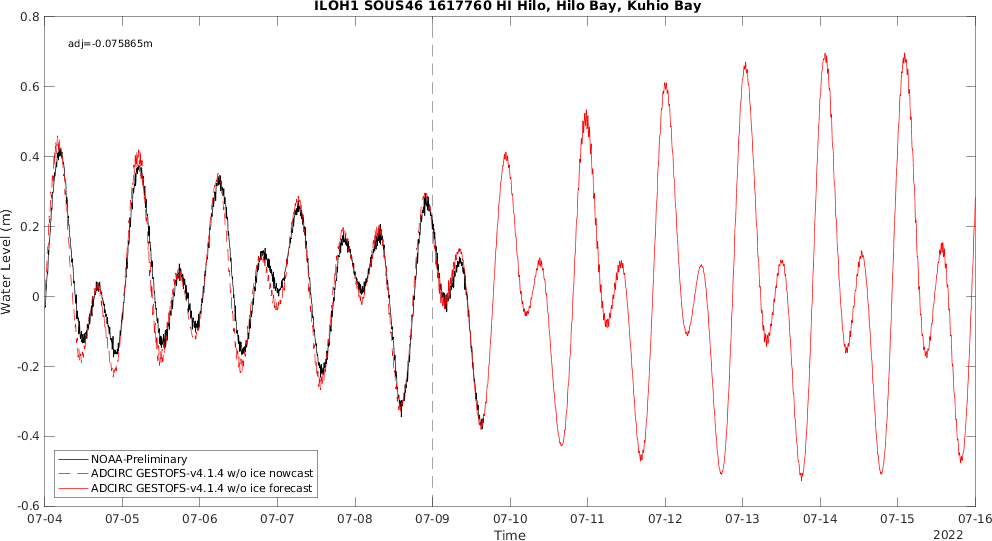 ILOH1 SOUS46 1617760 HI Hilo, Hilo Bay, Kuhio Bay
0.8
adj=-0.075865m
0.6
0.4
0.2
0
-0.2
-0.4
-0.6
Water Level (m)
NOAA-Preliminary
ADCIRC GESTOFS-v4.1.4 w/o ice nowcast
ADCIRC GESTOFS-v4.1.4 w/o ice forecast
07-04 07-05 07-06 07-07 07-08 07-09 07-10 07-11 07-12 07-13 07-14 07-15 07-16
Time
2022